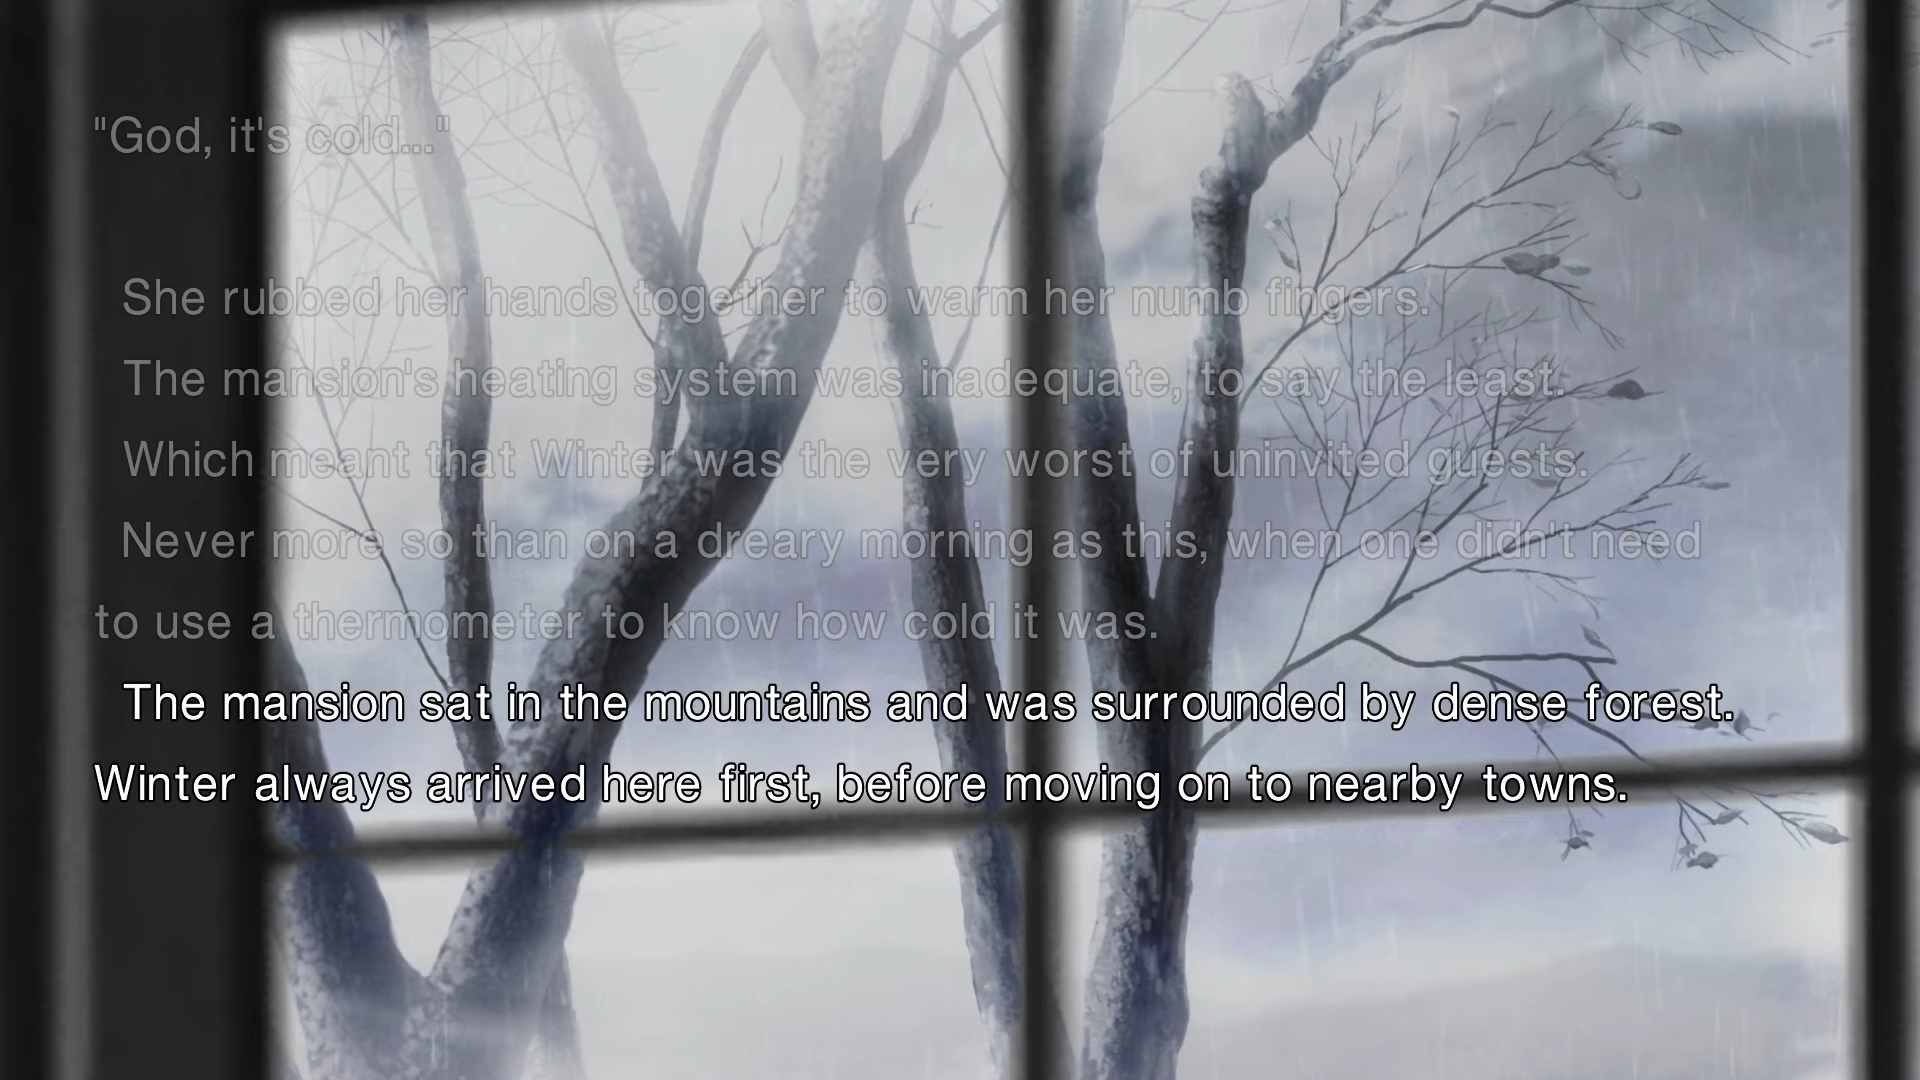 "God, it's cold..."
She rubbed her hands together to warm her numb fingers.
The mansion's heating system was inadequate, to say the least.
Which meant that Winter was the very worst of uninvited guests.
Never more so than on a dreary morning as this, when one didn't need
to use a thermometer to know how cold it was.
The mansion sat in the mountains and was surrounded by dense forest.
Winter always arrived here first, before moving on to nearby towns.